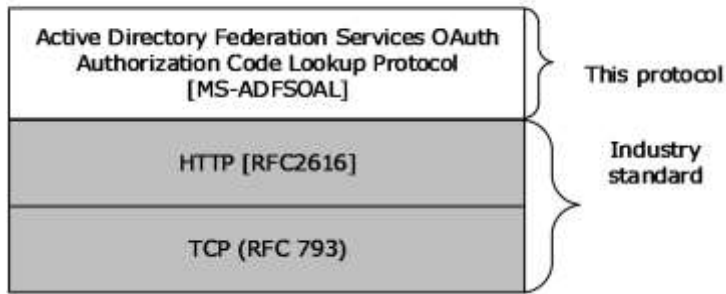 Active Directory Federation Services OAuth
Authorization Code Lookup Protocol
[MS-ADFSOAL]
This protocol
HTTP [RFC2616]
TCP (RFC 793)
Industry
standard